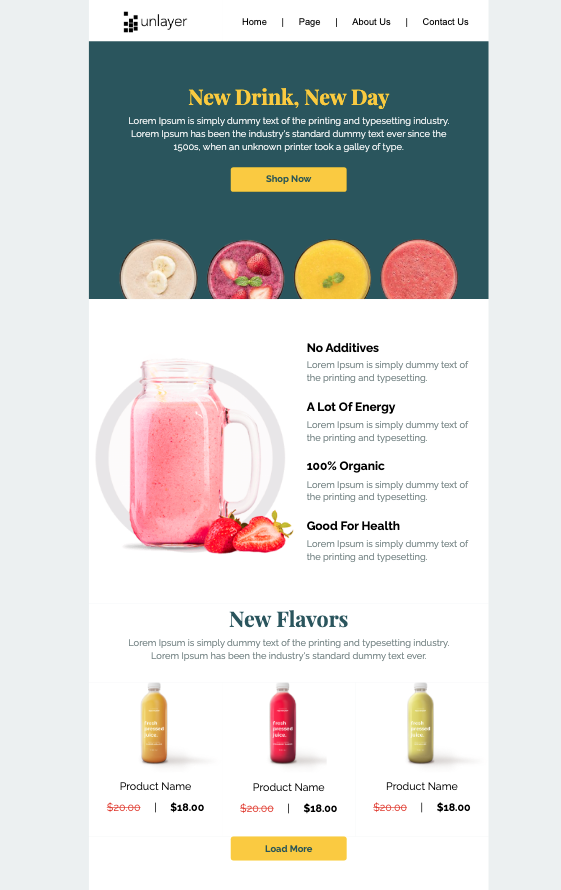 unlayer
Home | Page | About Us | Contact Us
New Drink, New Day
Lorem Ipsum is simply dummy text of the printing and typesetting industry.
Lorem Ipsum has been the industry's standard dummy text ever since the
1500s, when an unknown printer took a galley of type.
Shop Now
No Additives
Lorem Ipsum is simply dummy text of
the printing and typesetting.
A Lot Of Energy
Lorem Ipsum is simply dummy text of
the printing and typesetting.
100% Organic
Lorem Ipsum is simply dummy text of
the printing and typesetting.
Good For Health
Lorem Ipsum is simply dummy text of
the printing and typesetting.
New Flavors
Lorem Ipsum is simply dummy text of the printing and typesetting industry.
Lorem Ipsum has been the industry's standard dummy text ever.
fresh
pressed
juice.
fresh
pressed
juice.
fresh
pressed
juice.
Product Name
$20.00 | $18.00
Product Name
$20.00 | $18.00
Product Name
$20.00 | $18.00
Load More